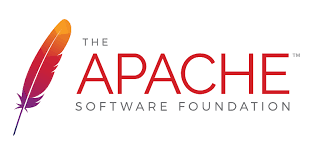 THE
APACHE™
SOFTWARE FOUNDATION